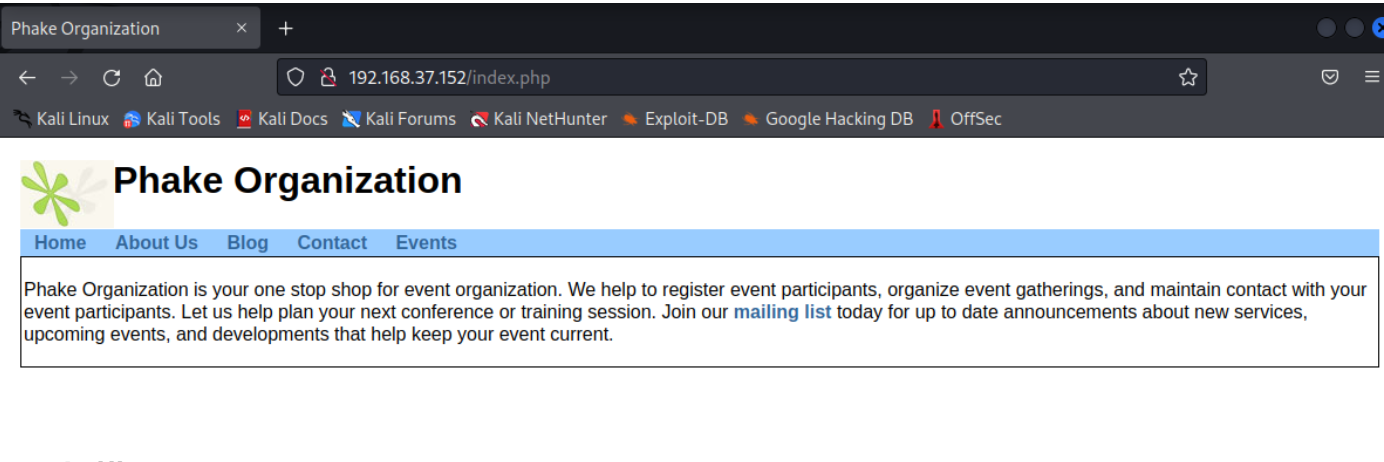 Phake Organization
192.168.37.152/index.php
Kali Linux Kali Tools Kali Docs Kali Forums Kali NetHunter Exploit-DB Google Hacking DB OffSec
Phake Organization
Home About Us Blog Contact Events
Phake Organization is your one stop shop for event organization. We help to register event participants, organize event gatherings, and maintain contact with your
event participants. Let us help plan your next conference or training session. Join our mailing list today for up to date announcements about new services,
upcoming events, and developments that help keep your event current.